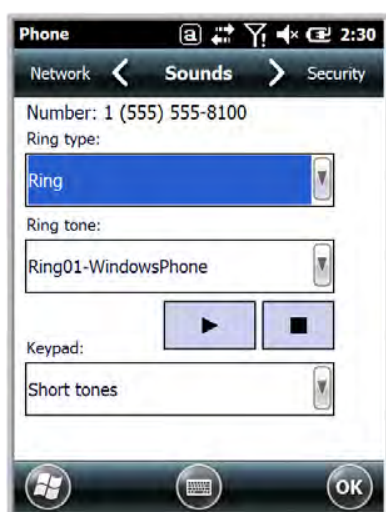 Phone 2:30
Network Sounds Security
Number: 1 (555) 555-8100
Ring type:
Ring
Ring tone:
Ring01-WindowsPhone
Keypad:
Short tones
OK